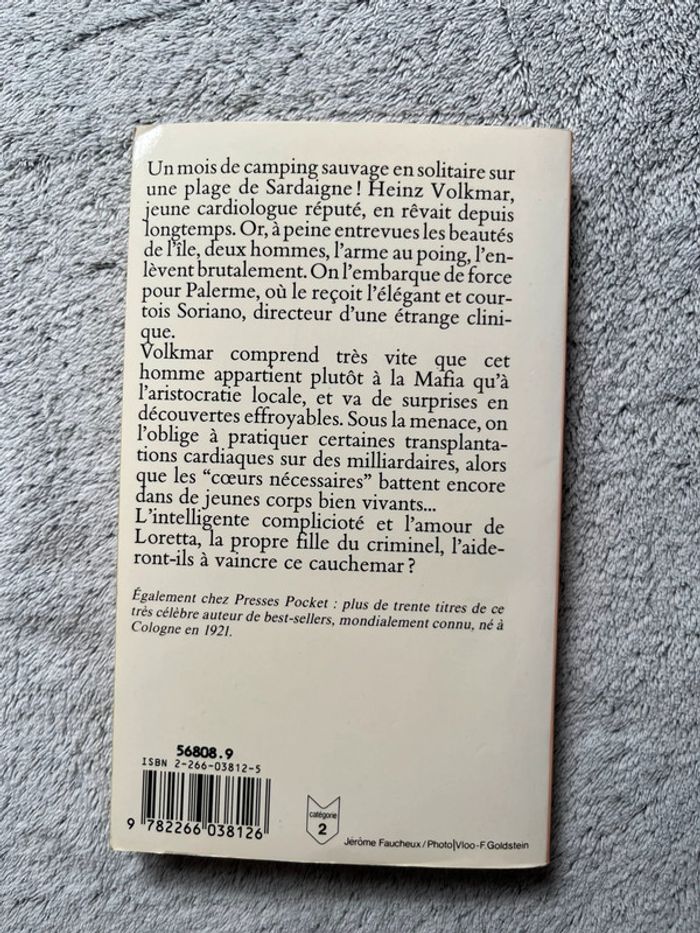 Un mois de camping sauvage en solitaire sur
une plage de Sardaigne ! Heinz Volkmar,
jeune cardiologue réputé, en rêvait depuis
longtemps. Or, à peine entrevues les beautés
de l'île, deux hommes, l'arme au poing, l'en-
lèvent brutalement. On l'embarque de force
pour Palerme, où le reçoit l'élégant et cour-
tois Soriano, directeur d'une étrange clini-
que.
Volkmar comprend très vite que cet
homme appartient plutôt à la Mafia qu'à
l'aristocratie locale, et va de surprises en
découvertes effroyables. Sous la menace, on
l'oblige à pratiquer certaines transplanta-
tions cardiaques sur des milliardaires, alors
que les “cœurs nécessaires” battent encore
dans de jeunes corps bien vivants...
L'intelligente complicioté et l'amour de
Loretta, la propre fille du criminel, l'aide-
ront-ils à vaincre ce cauchemar ?
Également chez Presses Pocket : plus de trente titres de ce
très célèbre auteur de best-sellers, mondialement connu, né à
Cologne en 1921.
56808.9
ISBN 2-266-03812-5
9 782266 038126
catégorie
2
Jérôme Faucheux/Photo|Vloo-F.Goldstein